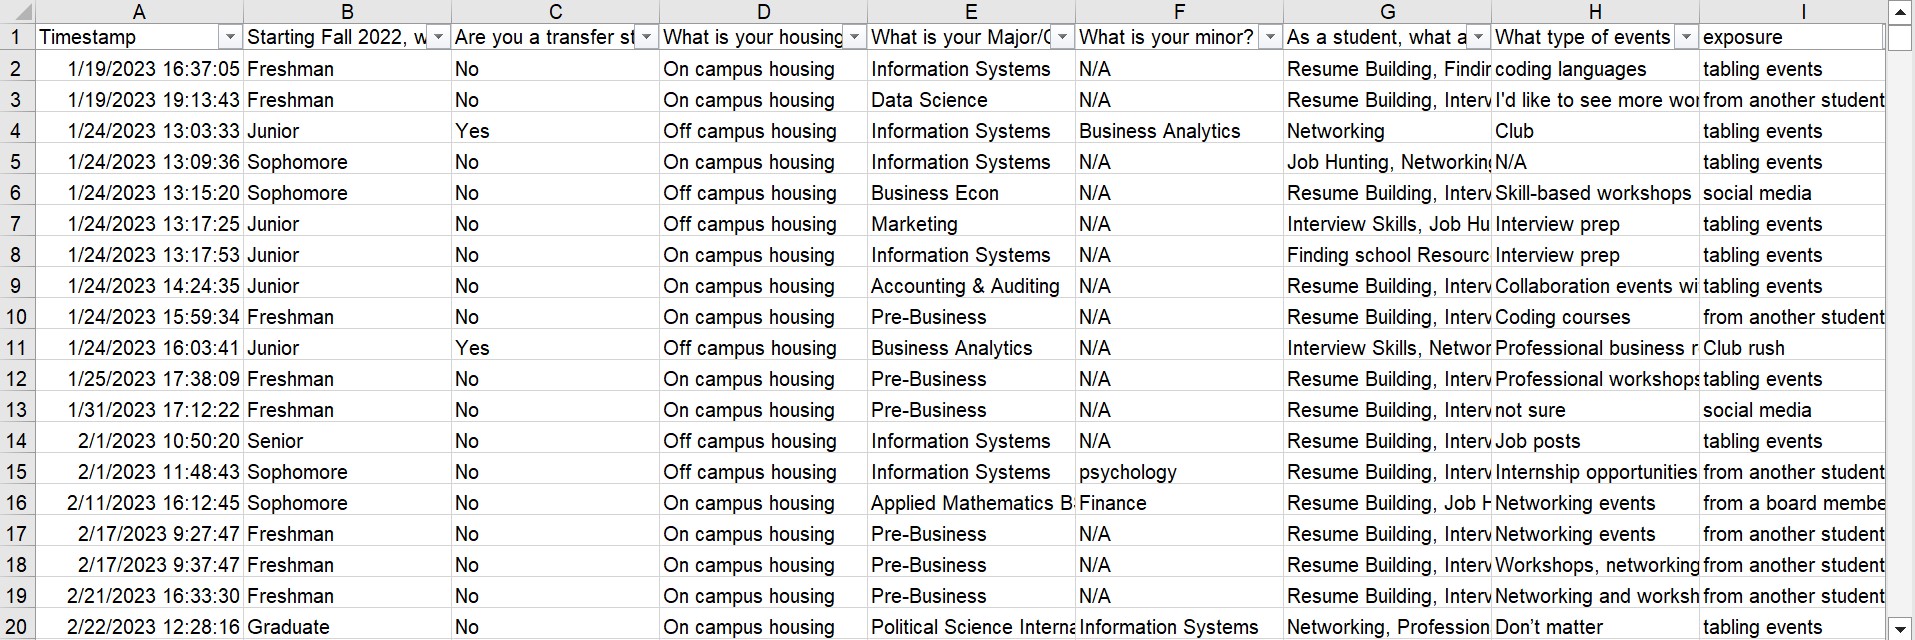 A B C D E F G H I
1 Timestamp Starting Fall 2022, w Are you a transfer st What is your housing What is your Major/C What is your minor? As a student, what a What type of events exposure
2 1/19/2023 16:37:05 Freshman No On campus housing Information Systems N/A Resume Building, Findin coding languages tabling events
3 1/19/2023 19:13:43 Freshman No On campus housing Data Science N/A Resume Building, Interv I'd like to see more wor from another student
4 1/24/2023 13:03:33 Junior Yes Off campus housing Information Systems Business Analytics Networking Club tabling events
5 1/24/2023 13:09:36 Sophomore No On campus housing Information Systems N/A Job Hunting, Networking N/A tabling events
6 1/24/2023 13:15:20 Sophomore No Off campus housing Business Econ N/A Resume Building, Interv Skill-based workshops social media
7 1/24/2023 13:17:25 Junior No Off campus housing Marketing N/A Interview Skills, Job Hu Interview prep tabling events
8 1/24/2023 13:17:53 Junior No On campus housing Information Systems N/A Finding school Resourc Interview prep tabling events
9 1/24/2023 14:24:35 Junior No On campus housing Accounting & Auditing N/A Resume Building, Interv Collaboration events wi tabling events
10 1/24/2023 15:59:34 Freshman No On campus housing Pre-Business N/A Resume Building, Interv Coding courses from another student
11 1/24/2023 16:03:41 Junior Yes Off campus housing Business Analytics N/A Interview Skills, Networ Professional business r Club rush
12 1/25/2023 17:38:09 Freshman No On campus housing Pre-Business N/A Resume Building, Interv Professional workshops tabling events
13 1/31/2023 17:12:22 Freshman No On campus housing Pre-Business N/A Resume Building, Interv not sure social media
14 2/1/2023 10:50:20 Senior No Off campus housing Information Systems N/A Resume Building, Interv Job posts tabling events
15 2/1/2023 11:48:43 Sophomore No Off campus housing Information Systems psychology Resume Building, Interv Internship opportunities from another student
16 2/11/2023 16:12:45 Sophomore No On campus housing Applied Mathematics B Finance Resume Building, Job H Networking events from a board membe
17 2/17/2023 9:27:47 Freshman No On campus housing Pre-Business N/A Resume Building, Interv Networking events from another student
18 2/17/2023 9:37:47 Freshman No On campus housing Pre-Business N/A Resume Building, Interv Workshops, networking from another student
19 2/21/2023 16:33:30 Freshman No On campus housing Pre-Business N/A Resume Building, Interv Networking and worksh from another student
20 2/22/2023 12:28:16 Graduate No On campus housing Political Science Interna Information Systems Networking, Profession Don’t matter tabling events